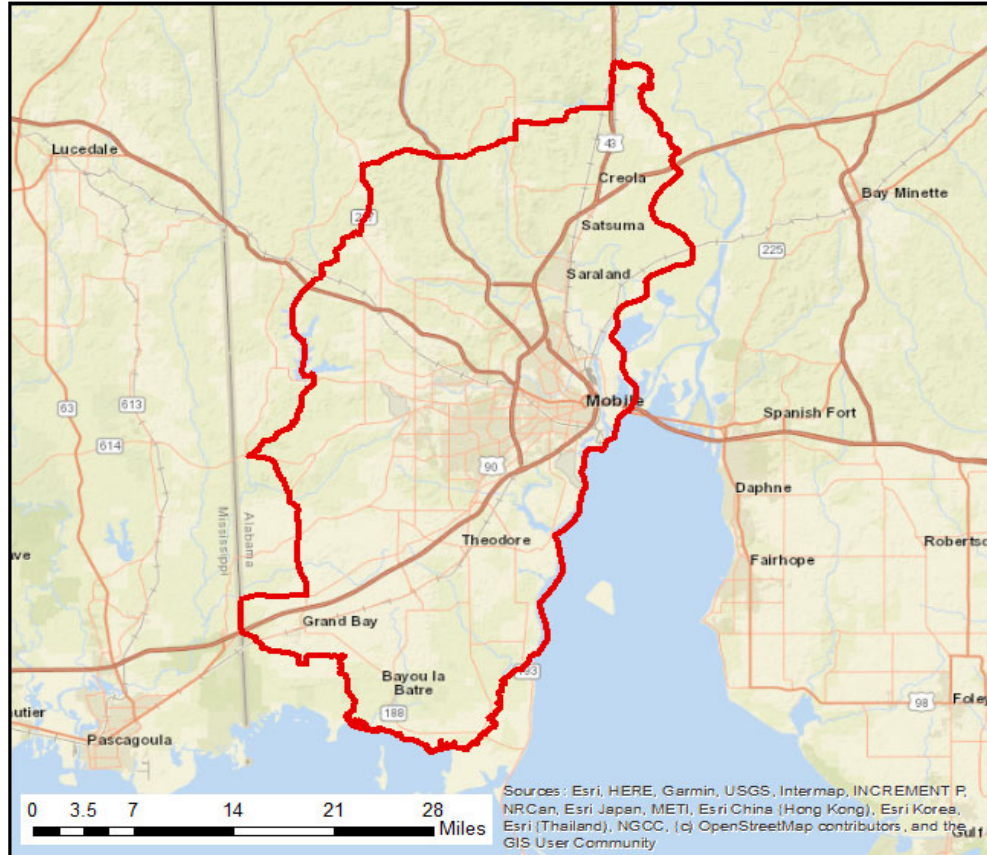 Lucedale
43
Creola
Bay Minette
217
Satsuma
225
Saraland
63
613
Mobile
Spanish Fort
614
90
Daphne
Mississippi
Alabama
Theodore
Fairhope
Grand Bay
193
Bayou la
Batre
188
98
Foley
Pascagoula
0 3.5 7 14 21 28
Miles
Sources: Esri, HERE, Garmin, USGS, Intermap, INCREMENT P,
NRCan, Esri Japan, METI, Esri China (Hong Kong), Esri Korea,
Esri (Thailand), NGCC, (c) OpenStreetMap contributors, and the
GIS User Community
Gulf